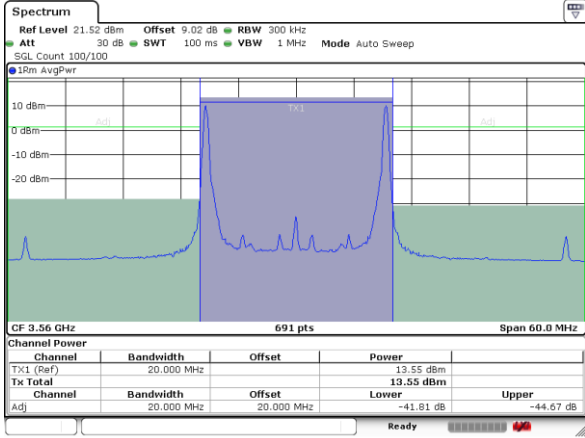 Spectrum
Ref Level 21.52 dBm Offset 9.02 dB RBW 300 kHz
Att 30 dB SWT 100 ms VBW 1 MHz Mode Auto Sweep
SGL Count 100/100
1Rm AvgPwr
TX1
10 dBm
Adj Adj
0 dBm
-10 dBm
-20 dBm
CF 3.56 GHz 691 pts Span 60.0 MHz
Channel Power
Channel Bandwidth Offset Power
TX1 (Ref) 20.000 MHz 13.55 dBm
Tx Total 13.55 dBm
Channel Bandwidth Offset Lower Upper
Adj 20.000 MHz 20.000 MHz -41.81 dB -44.67 dB
Ready